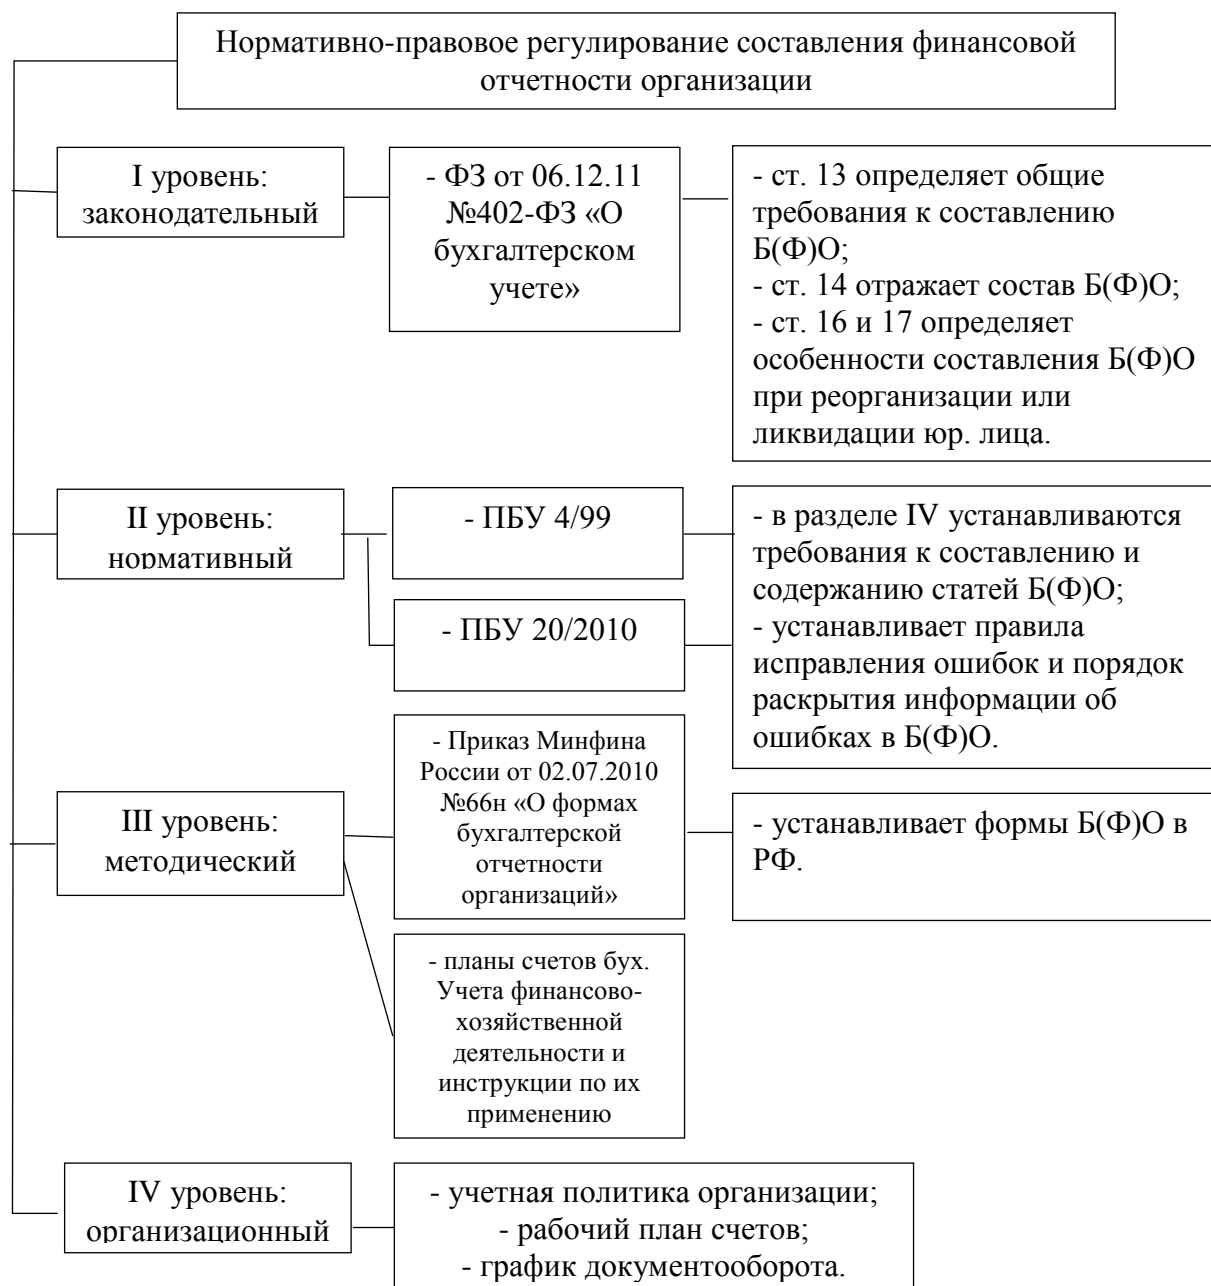 Нормативно-правовое регулирование составления финансовой
отчетности организации
I уровень:
законодательный
- ФЗ от 06.12.11
№402-ФЗ «О
бухгалтерском
учете»
- ст. 13 определяет общие
требования к составлению
Б(Ф)О;
- ст. 14 отражает состав Б(Ф)О;
- ст. 16 и 17 определяет
особенности составления Б(Ф)О
при реорганизации или
ликвидации юр. лица.
II уровень:
нормативный
- ПБУ 4/99
- ПБУ 20/2010
- в разделе IV устанавливаются
требования к составлению и
содержанию статей Б(Ф)О;
- устанавливает правила
исправления ошибок и порядок
раскрытия информации об
ошибках в Б(Ф)О.
III уровень:
методический
- Приказ Минфина
России от 02.07.2010
№66н «О формах
бухгалтерской
отчетности
организаций»
- устанавливает формы Б(Ф)О в
РФ.
- планы счетов бух.
Учета финансово-
хозяйственной
деятельности и
инструкции по их
применению
IV уровень:
организационный
- учетная политика организации;
- рабочий план счетов;
- график документооборота.